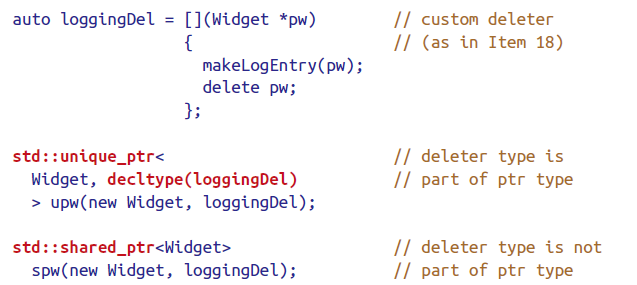 auto loggingDel = [](Widget *pw)        // custom deleter
                  {                     // (as in Item 18)
                    makeLogEntry(pw);
                    delete pw;
                  };
std::unique_ptr<                        // deleter type is
  Widget, decltype(loggingDel)          // part of ptr type
  > upw(new Widget, loggingDel);
std::shared_ptr<Widget>                 // deleter type is not
  spw(new Widget, loggingDel);          // part of ptr type